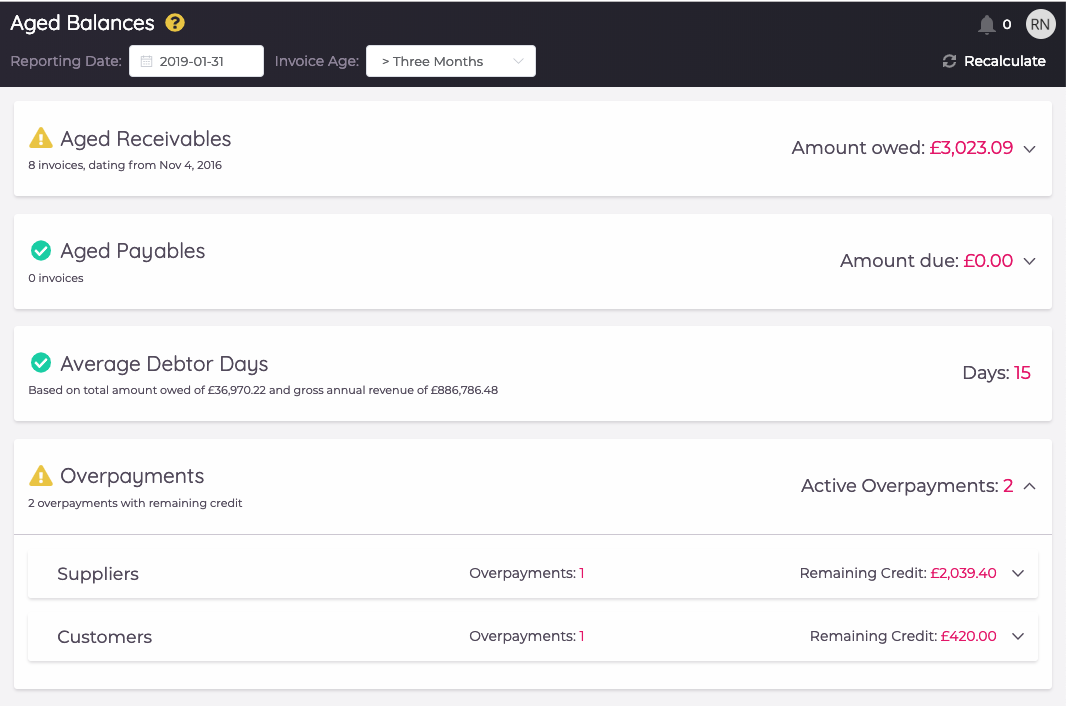 Aged Balances ?
0 RN
Reporting Date: 2019-01-31 Invoice Age: > Three Months Recalculate
Aged Receivables
8 invoices, dating from Nov 4, 2016
Amount owed: £3,023.09
Aged Payables
0 invoices
Amount due: £0.00
Average Debtor Days
Based on total amount owed of £36,970.22 and gross annual revenue of £886,786.48
Days: 15
Overpayments
2 overpayments with remaining credit
Active Overpayments: 2
Suppliers Overpayments: 1 Remaining Credit: £2,039.40
Customers Overpayments: 1 Remaining Credit: £420.00